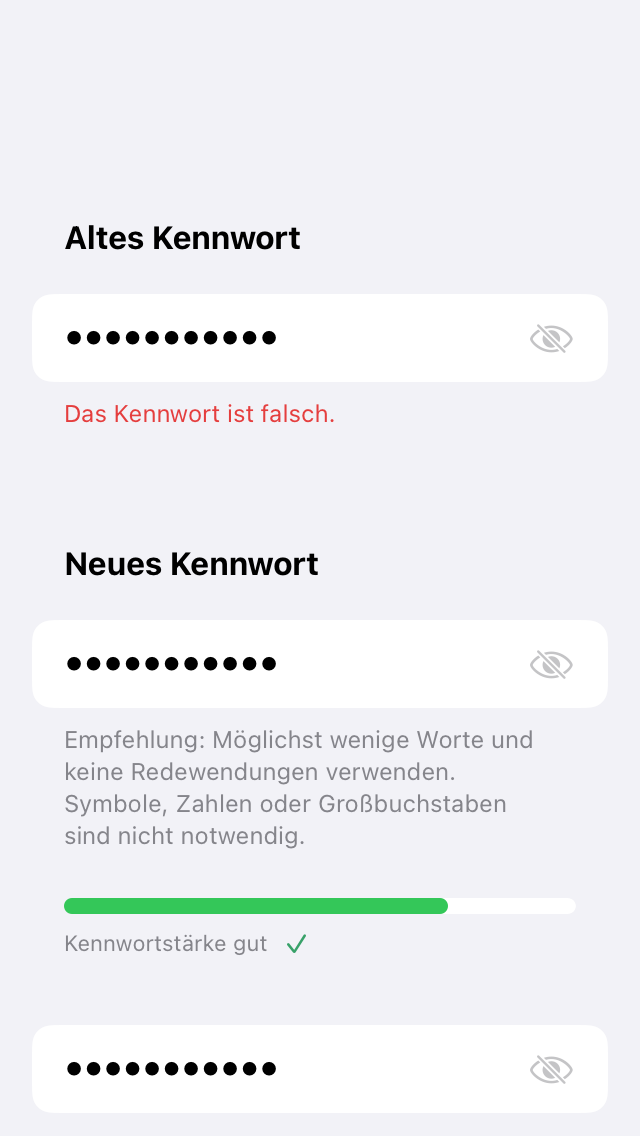 Altes Kennwort
●●●●●●●●●●●
Das Kennwort ist falsch.
Neues Kennwort
●●●●●●●●●●●
Empfehlung: Möglichst wenige Worte und
keine Redewendungen verwenden.
Symbole, Zahlen oder Großbuchstaben
sind nicht notwendig.
Kennwortstärke gut ✓
●●●●●●●●●●●